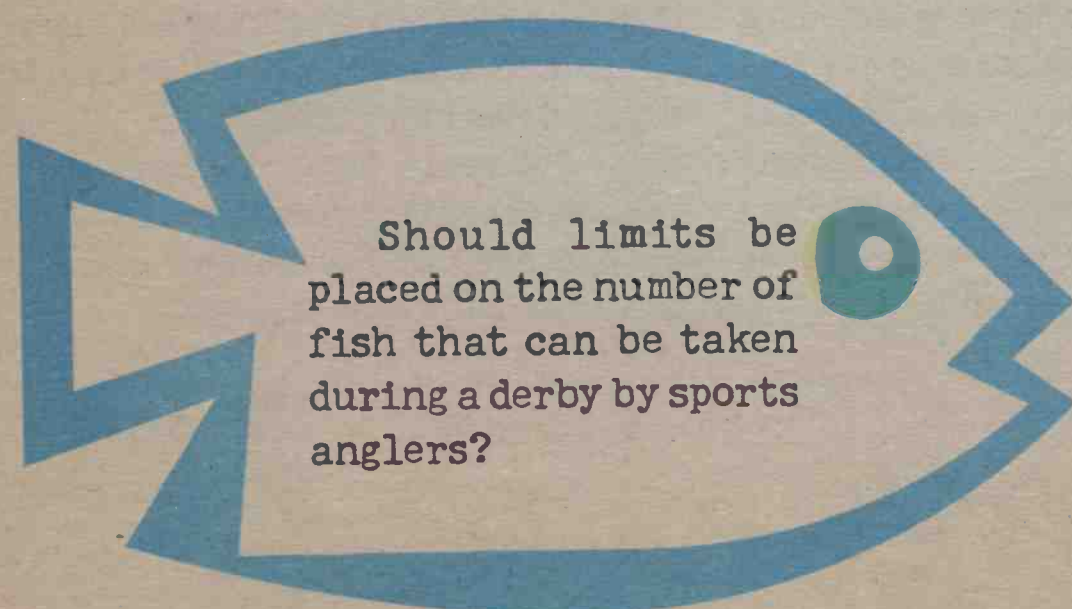 Should limits be
placed on the number of
fish that can be taken
during a derby by sports
anglers?